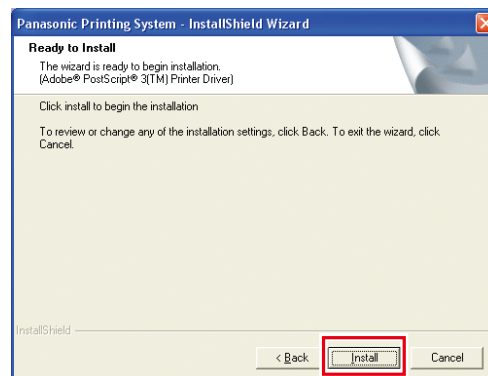 Panasonic Printing System - InstallShield Wizard
Ready to Install
The wizard is ready to begin installation.
(Adobe® PostScript® 3(TM) Printer Driver)
Click install to begin the installation
To review or change any of the installation settings, click Back. To exit the wizard, click
Cancel.
InstallShield
< Back Install Cancel